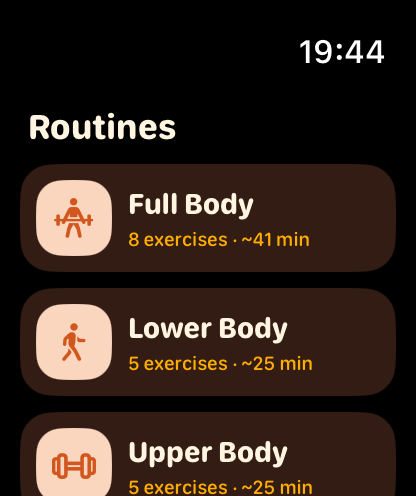 19:44
Routines
Full Body
8 exercises · ~41 min
Lower Body
5 exercises · ~25 min
Upper Body
5 exercises · ~25 min